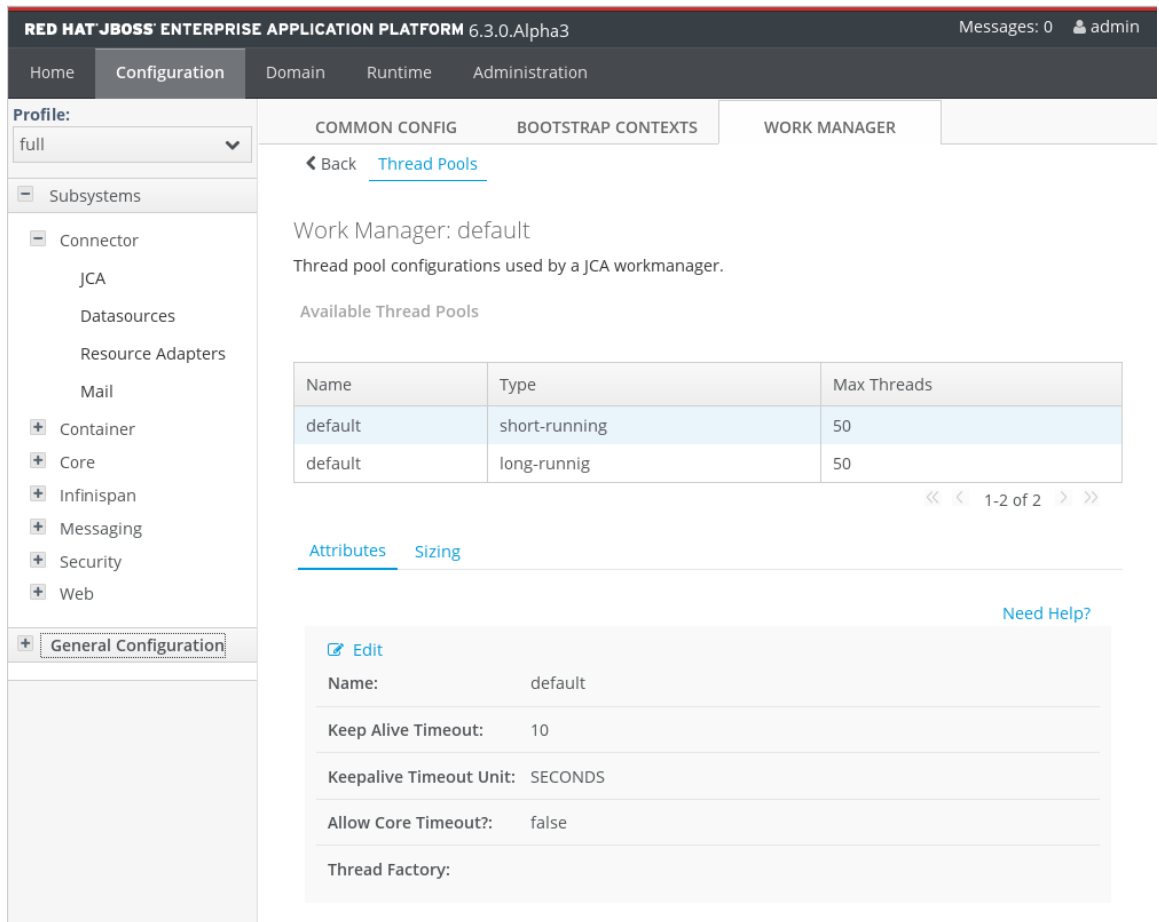 RED HAT JBOSS ENTERPRISE APPLICATION PLATFORM 6.3.0.Alpha3 Messages: 0 admin
Home Configuration Domain Runtime Administration
Profile:
full
Subsystems
Connector
JCA
Datasources
Resource Adapters
Mail
Container
Core
Infinispan
Messaging
Security
Web
General Configuration
COMMON CONFIG BOOTSTRAP CONTEXTS WORK MANAGER
Back Thread Pools
Work Manager: default
Thread pool configurations used by a JCA workmanager.
Available Thread Pools
Name Type Max Threads
default short-running 50
default long-runnig 50
1-2 of 2
Attributes Sizing
Need Help?
Edit
Name: default
Keep Alive Timeout: 10
Keepalive Timeout Unit: SECONDS
Allow Core Timeout?: false
Thread Factory: